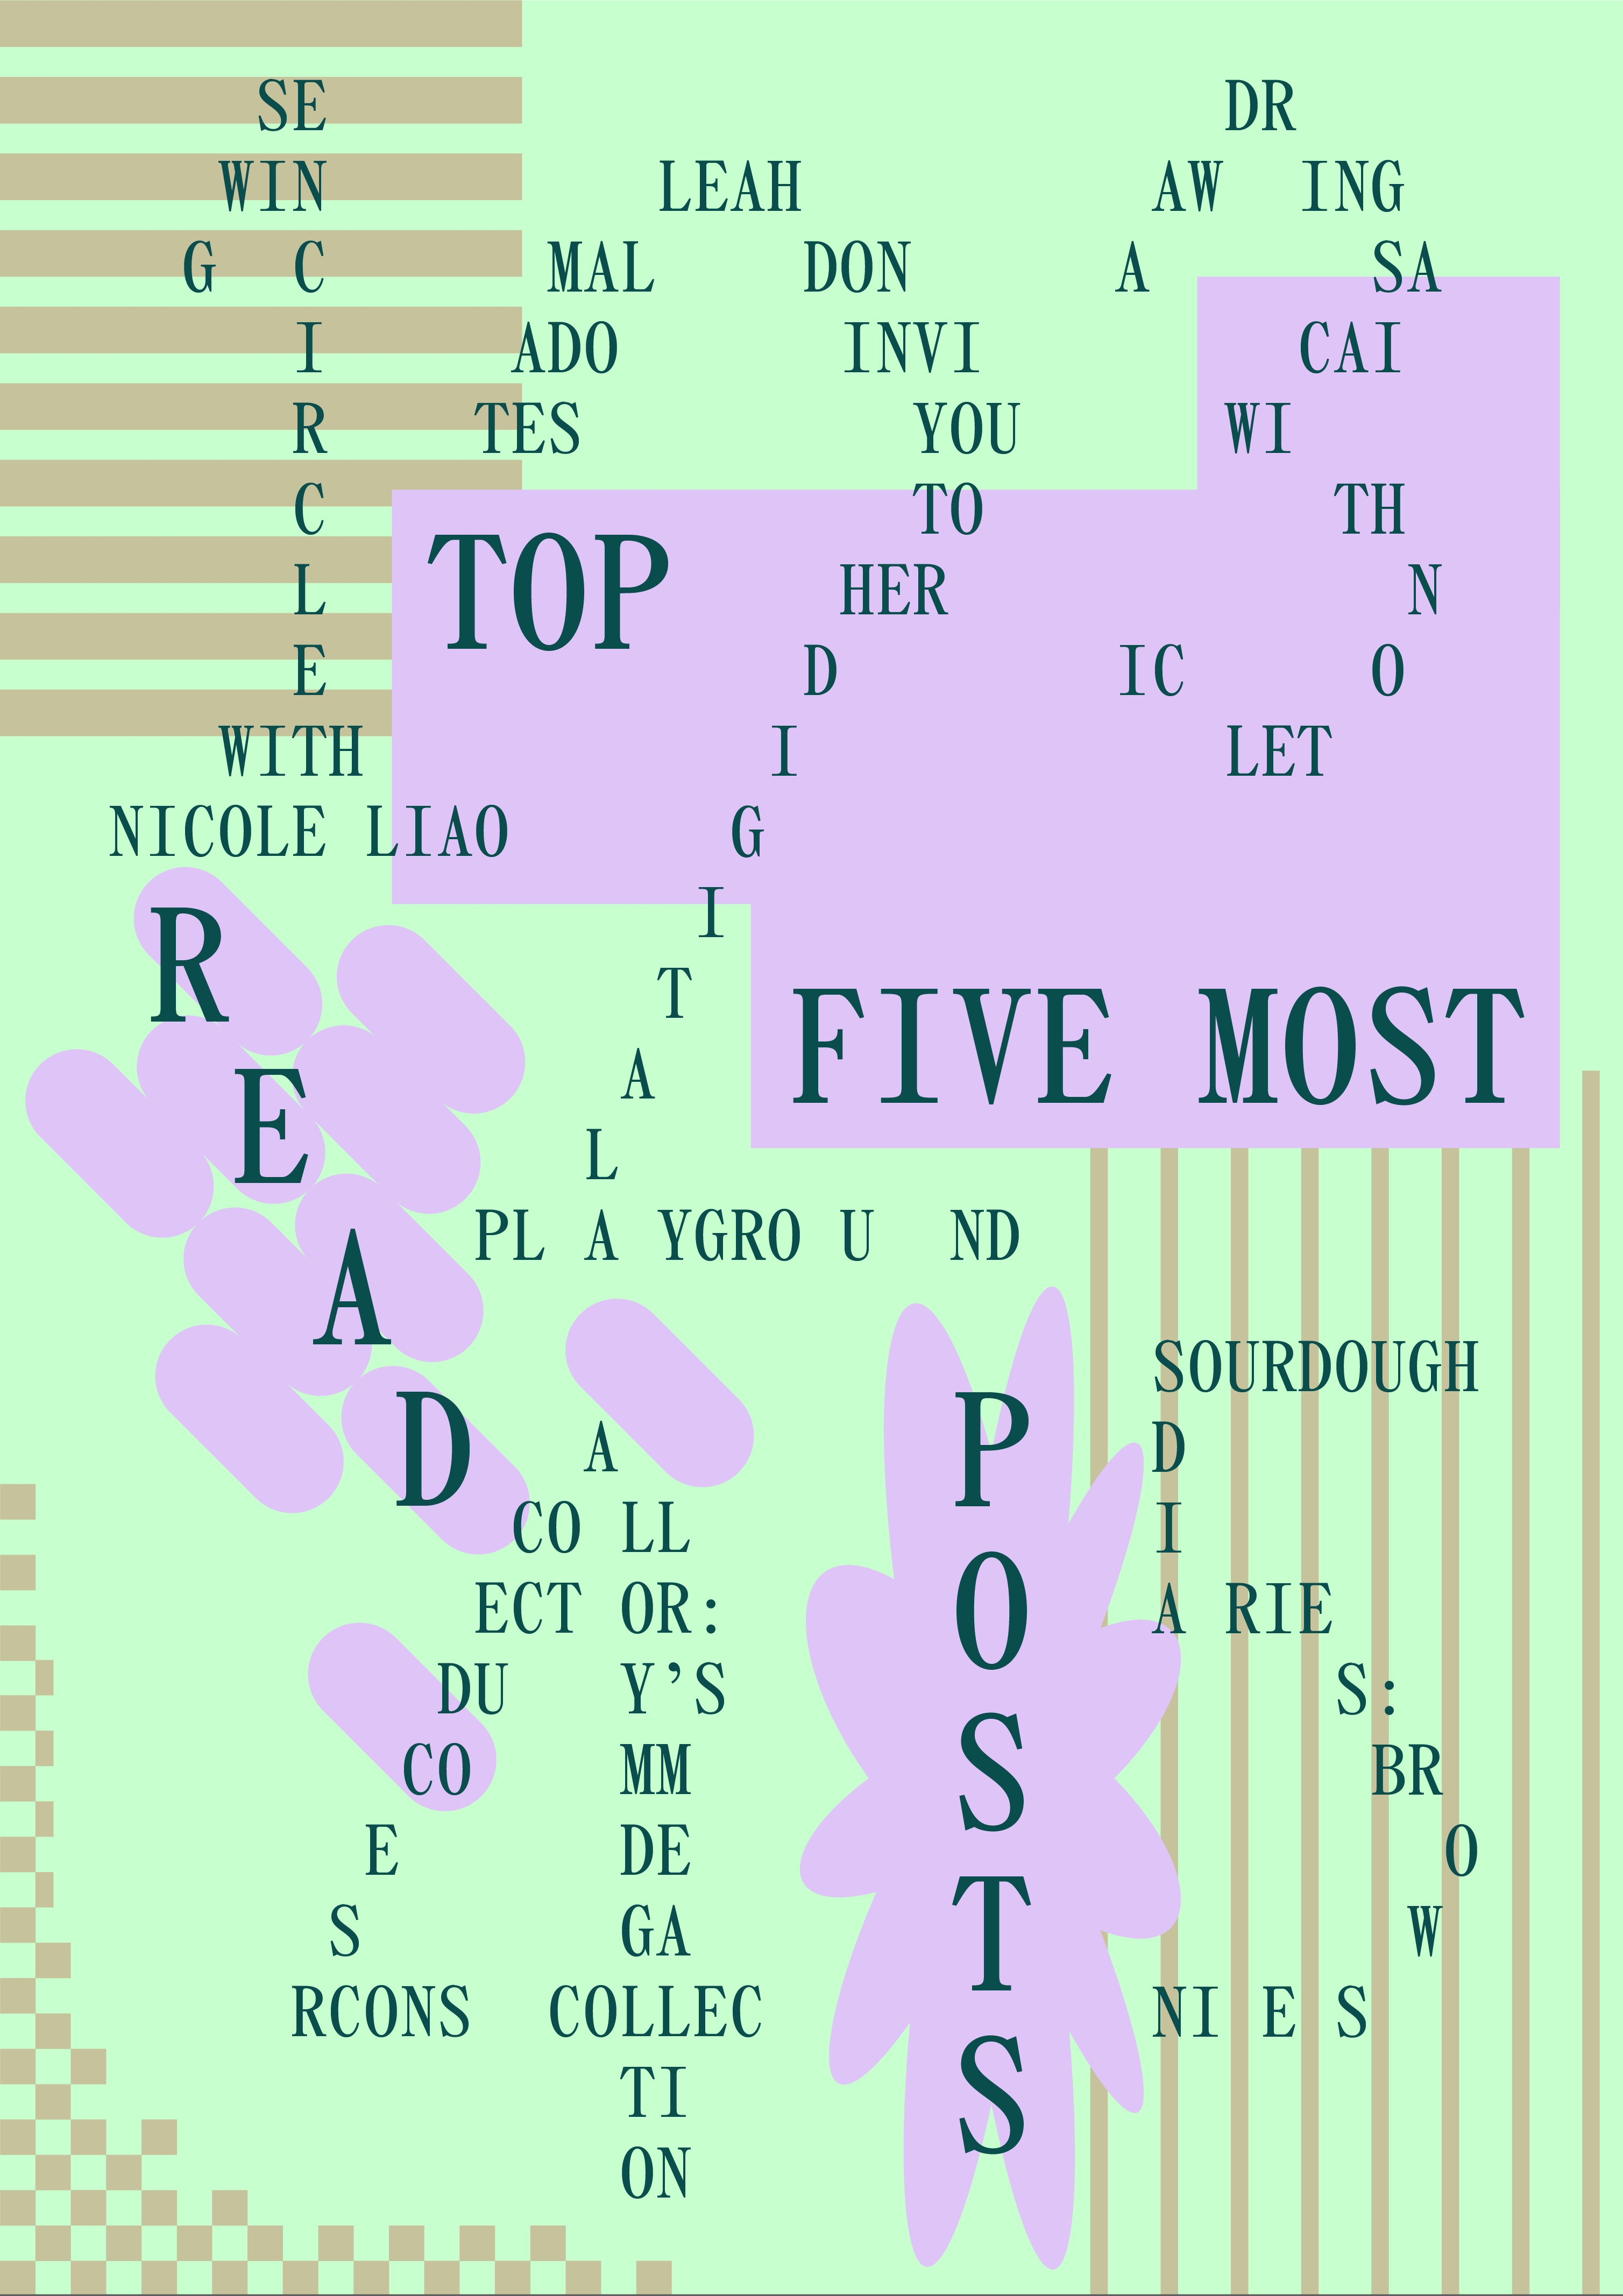 TOP
FIVE MOST
R
E
A
D
P
O
S
T
S
SE
WIN
G C
I
R
C
L
E
WITH
NICOLE LIAO
LEAH
MAL DON
ADO INVI
TES YOU
TO
HER
D
I
G
I
T
A
L
PL A YGRO U ND
DR
AW ING
A SA
CAI
WI
TH
N
IC O
LET
A
CO LL
ECT OR:
DU Y’S
CO MM
E DE
S GA
RCONS COLLEC
TI
ON
SOURDOUGH
D
I
A RIE
S:
BR
O
W
NI E S